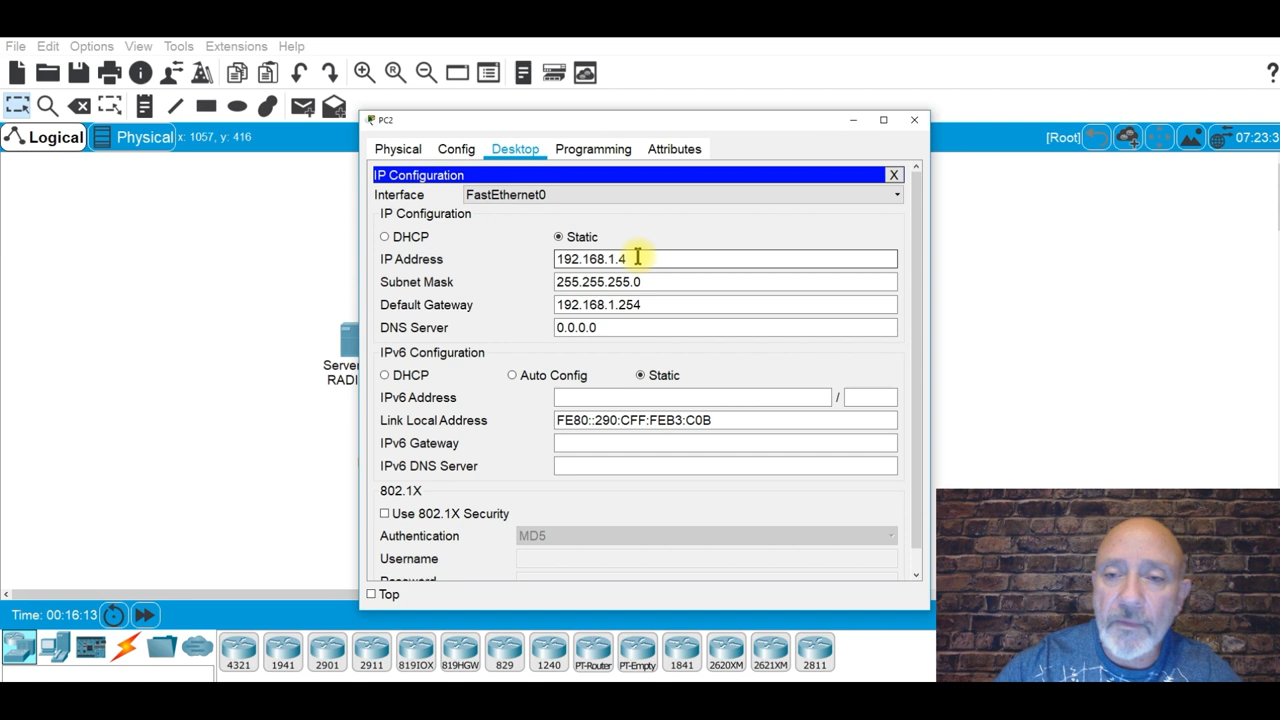 File Edit Options View Tools Extensions Help
?
Logical Physical x: 1057, y: 416 [Root] 07:23:3
PC2
Physical Config Desktop Programming Attributes
IP Configuration X
Interface FastEthernet0
IP Configuration
DHCP Static
IP Address 192.168.1.4
Subnet Mask 255.255.255.0
Default Gateway 192.168.1.254
DNS Server 0.0.0.0
IPv6 Configuration
DHCP Auto Config Static
IPv6 Address /
Link Local Address FE80::290:CFF:FEB3:C0B
IPv6 Gateway
IPv6 DNS Server
802.1X
Use 802.1X Security
Authentication MD5
Username
Top
Server
RADI
Time: 00:16:13
4321 1941 2901 2911 819IOX 819HGW 829 1240 PT-Router PT-Empty 1841 2620XM 2621XM 2811